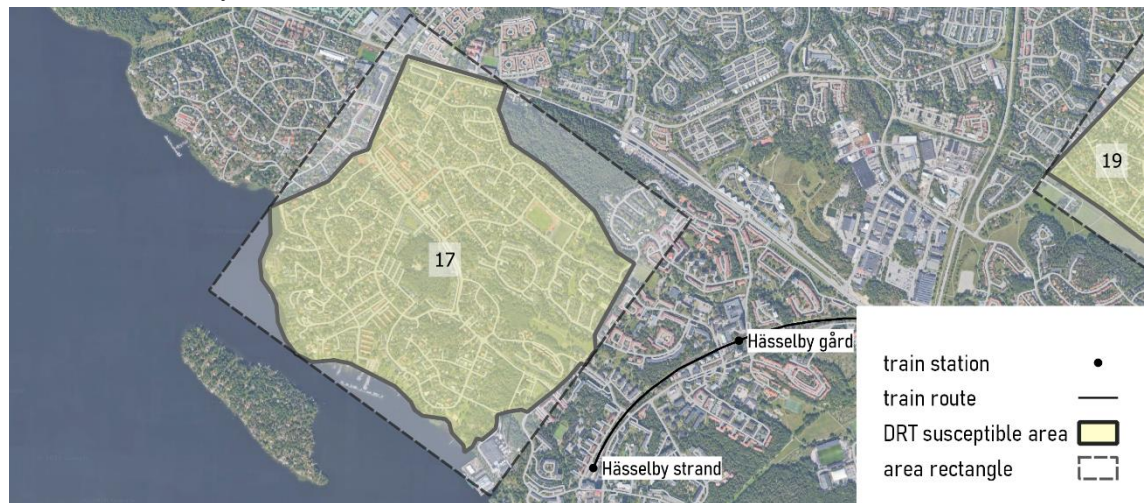 19
17
Hässelby gård
Hässelby strand
train station
train route
DRT susceptible area
area rectangle